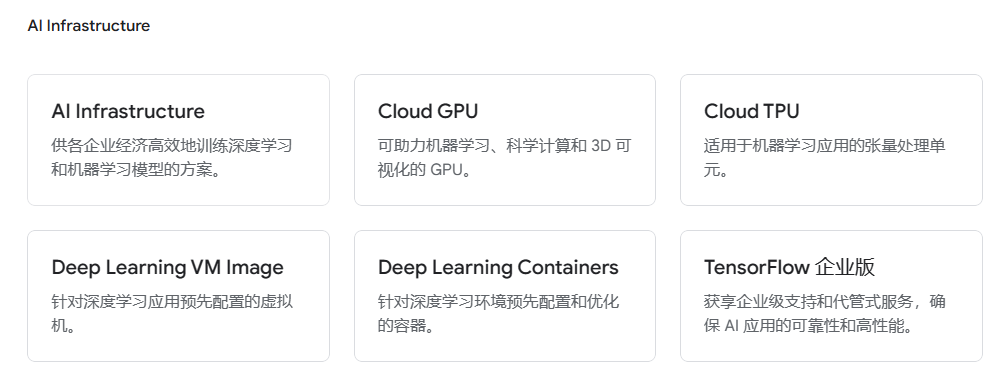 AI Infrastructure
AI Infrastructure
供各企业经济高效地训练深度学习
和机器学习模型的方案。
Cloud GPU
可助力机器学习、科学计算和 3D 可
视化的 GPU。
Cloud TPU
适用于机器学习应用的张量处理单
元。
Deep Learning VM Image
针对深度学习应用预先配置的虚拟
机。
Deep Learning Containers
针对深度学习环境预先配置和优化
的容器。
TensorFlow 企业版
获享企业级支持和代管式服务，确
保 AI 应用的可靠性和高性能。